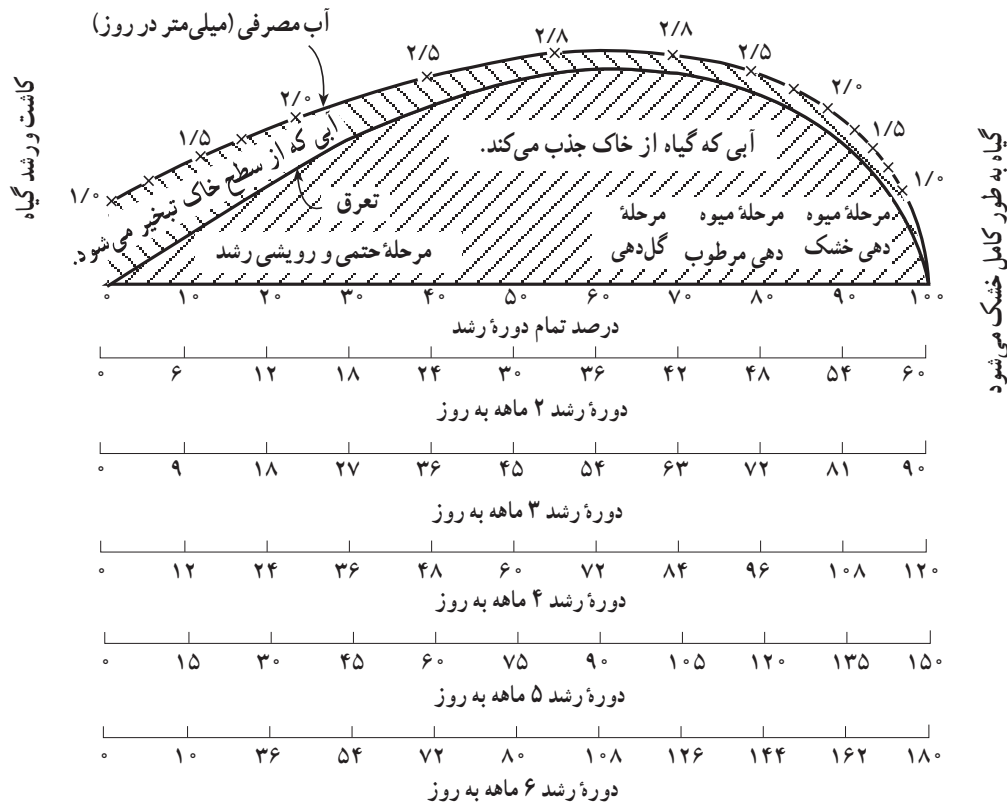 آب مصرفی (میلی‌متر در روز)
۱/۰ ۱/۵ ۲/۰ ۲/۵ ۲/۸ ۲/۸ ۲/۵ ۲/۰ ۱/۵ ۱/۰
کاشت و رشد گیاه
گیاه به طور کامل خشک می‌شود
آبی که از سطح خاک تبخیر می‌شود.
آبی که گیاه از خاک جذب می‌کند.
تعرق
مرحلهٔ حتمی و رویشی رشد
مرحلهٔ
گل‌دهی
مرحلهٔ میوه
دهی مرطوب
مرحلهٔ میوه
دهی خشک
۰ ۱۰ ۲۰ ۳۰ ۴۰ ۵۰ ۶۰ ۷۰ ۸۰ ۹۰ ۱۰۰
درصد تمام دورهٔ رشد
۰ ۶ ۱۲ ۱۸ ۲۴ ۳۰ ۳۶ ۴۲ ۴۸ ۵۴ ۶۰
دورهٔ رشد ۲ ماهه به روز
۰ ۹ ۱۸ ۲۷ ۳۶ ۴۵ ۵۴ ۶۳ ۷۲ ۸۱ ۹۰
دورهٔ رشد ۳ ماهه به روز
۰ ۱۲ ۲۴ ۳۶ ۴۸ ۶۰ ۷۲ ۸۴ ۹۶ ۱۰۸ ۱۲۰
دورهٔ رشد ۴ ماهه به روز
۰ ۱۵ ۳۰ ۴۵ ۶۰ ۷۵ ۹۰ ۱۰۵ ۱۲۰ ۱۳۵ ۱۵۰
دورهٔ رشد ۵ ماهه به روز
۰ ۱۰ ۳۶ ۵۴ ۷۲ ۸۰ ۱۰۸ ۱۲۶ ۱۴۴ ۱۶۲ ۱۸۰
دورهٔ رشد ۶ ماهه به روز